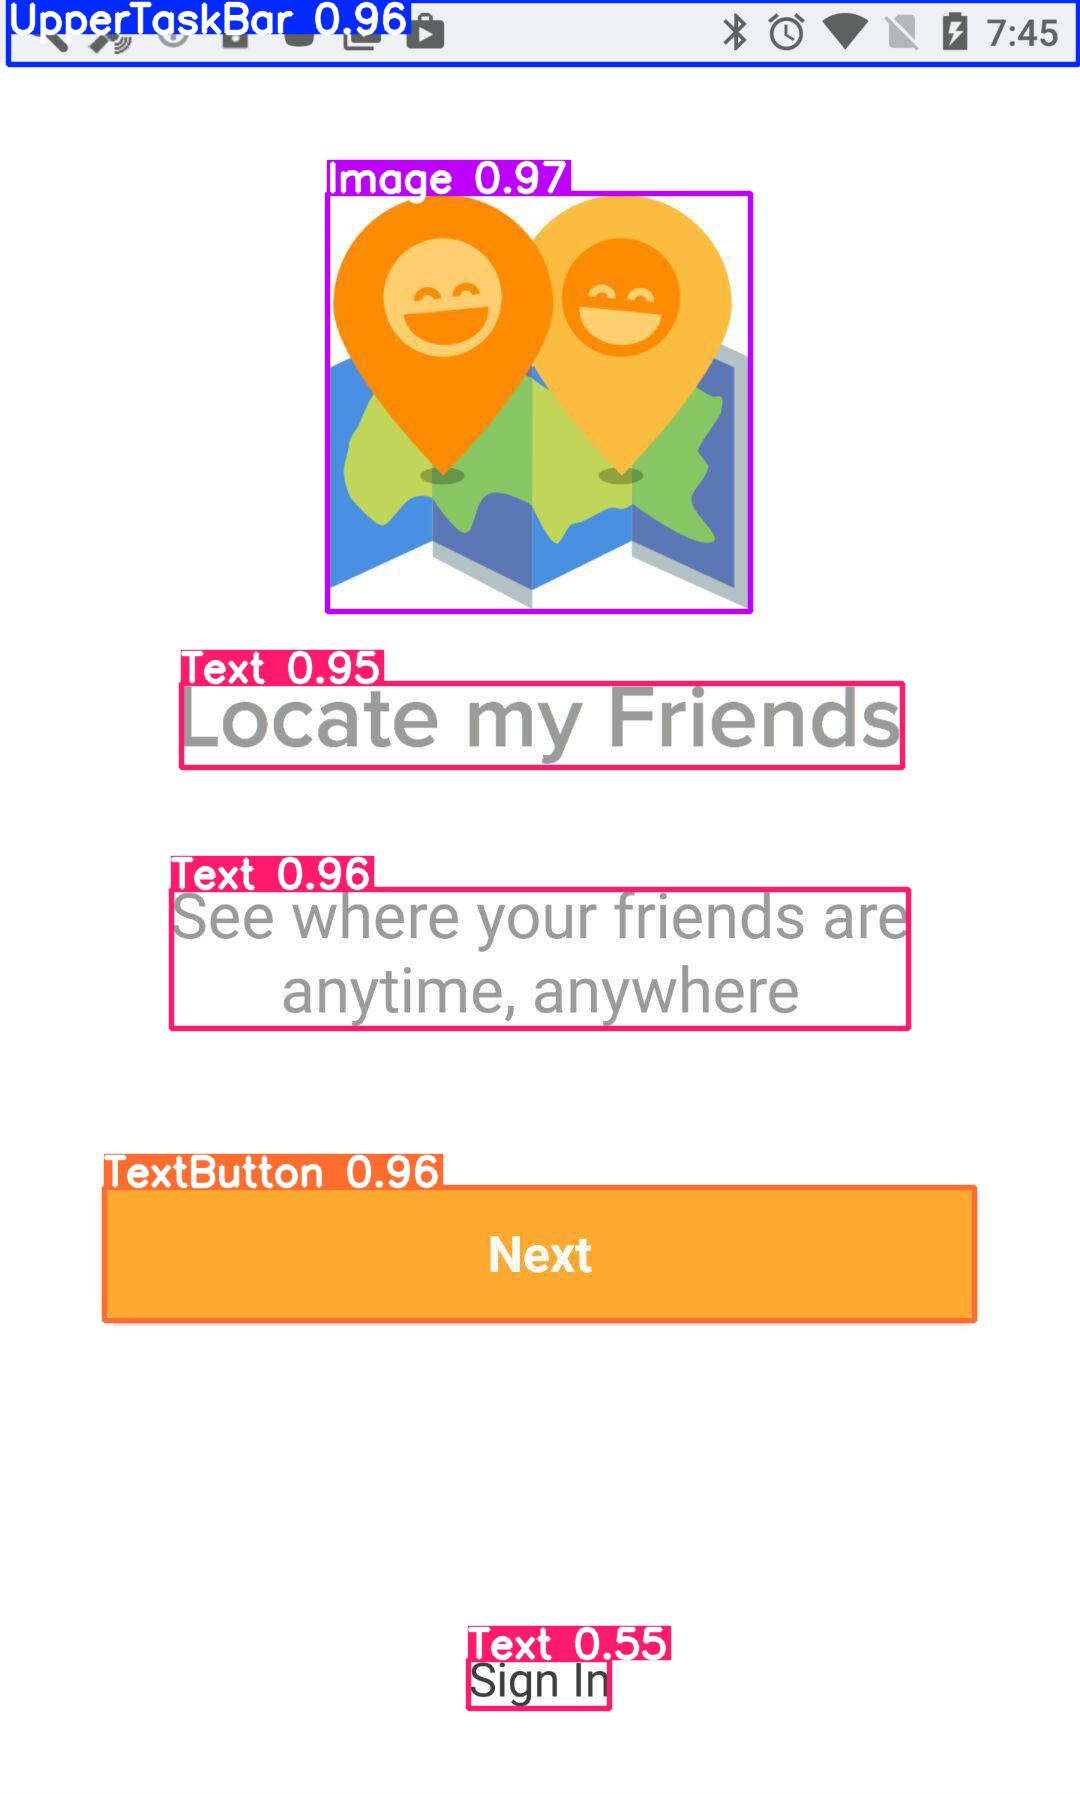 UpperTaskBar 0.96
7:45
Image 0.97
Text 0.95
Locate my Friends
Text 0.96
See where your friends are
anytime, anywhere
TextButton 0.96
Next
Text 0.55
Sign In